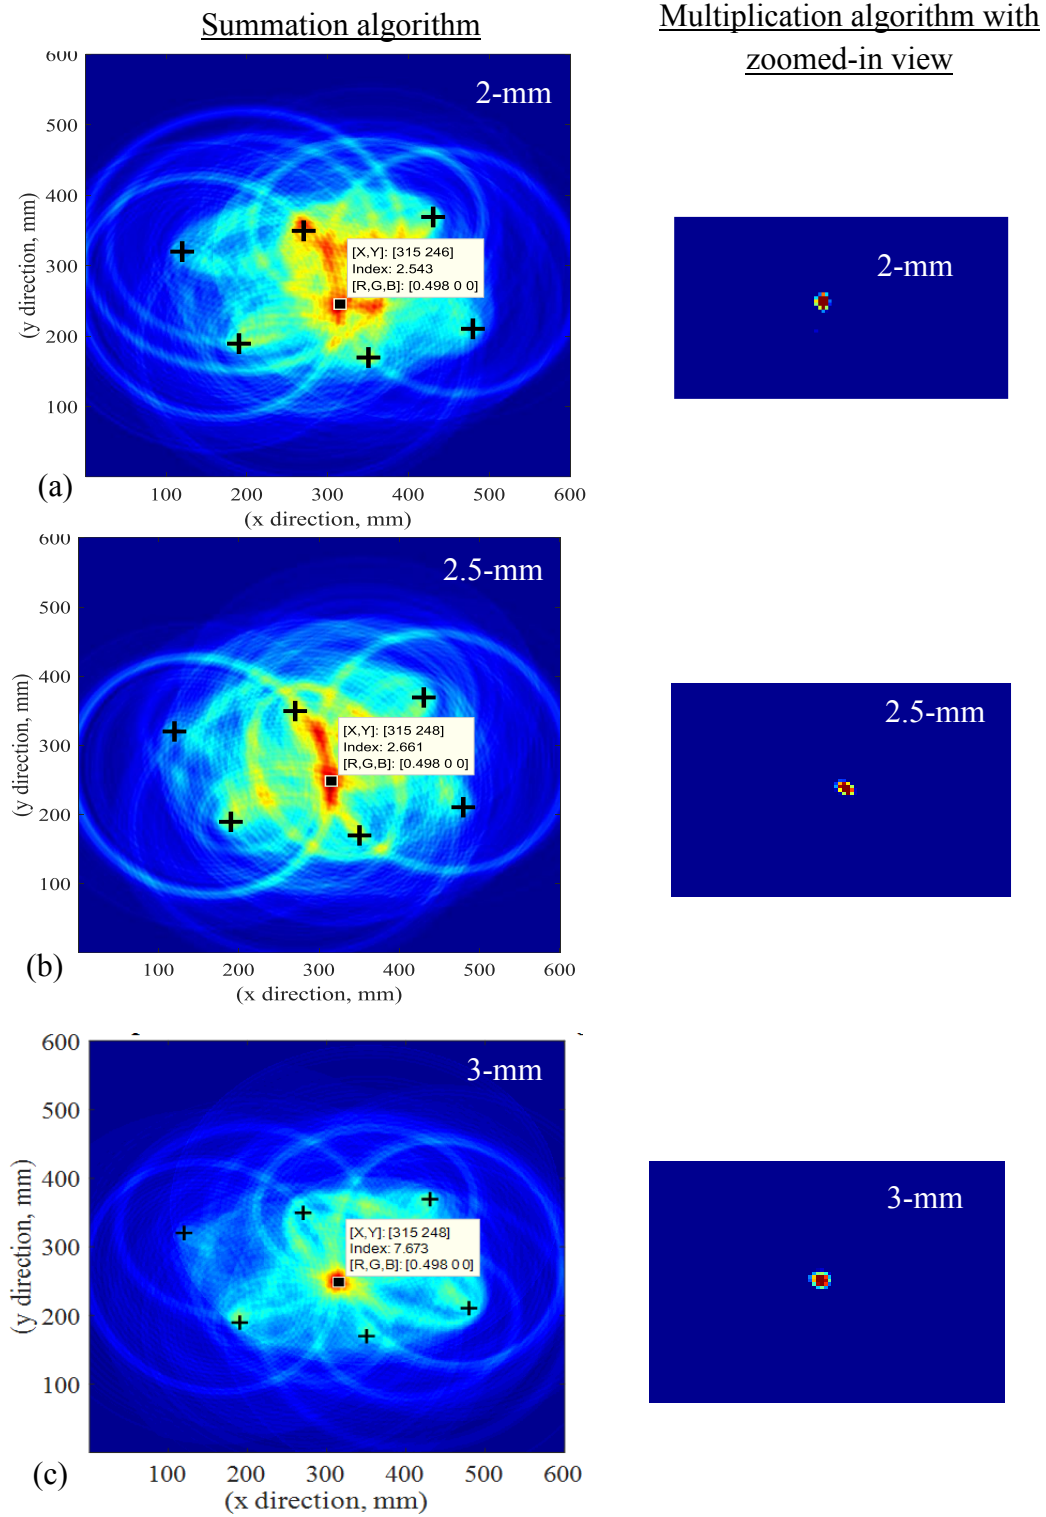 Summation algorithm
Multiplication algorithm with
zoomed-in view
600
500
400
300
200
100
(y direction, mm)
2-mm
[X,Y]: [315 246]
Index: 2.543
[R,G,B]: [0.498 0 0]
100 200 300 400 500 600
(x direction, mm)
(a)
2-mm
600
500
400
300
200
100
(y direction, mm)
2.5-mm
[X,Y]: [315 248]
Index: 2.661
[R,G,B]: [0.498 0 0]
100 200 300 400 500 600
(x direction, mm)
(b)
2.5-mm
600
500
400
300
200
100
(y direction, mm)
3-mm
[X,Y]: [315 248]
Index: 7.673
[R,G,B]: [0.498 0 0]
100 200 300 400 500 600
(x direction, mm)
(c)
3-mm